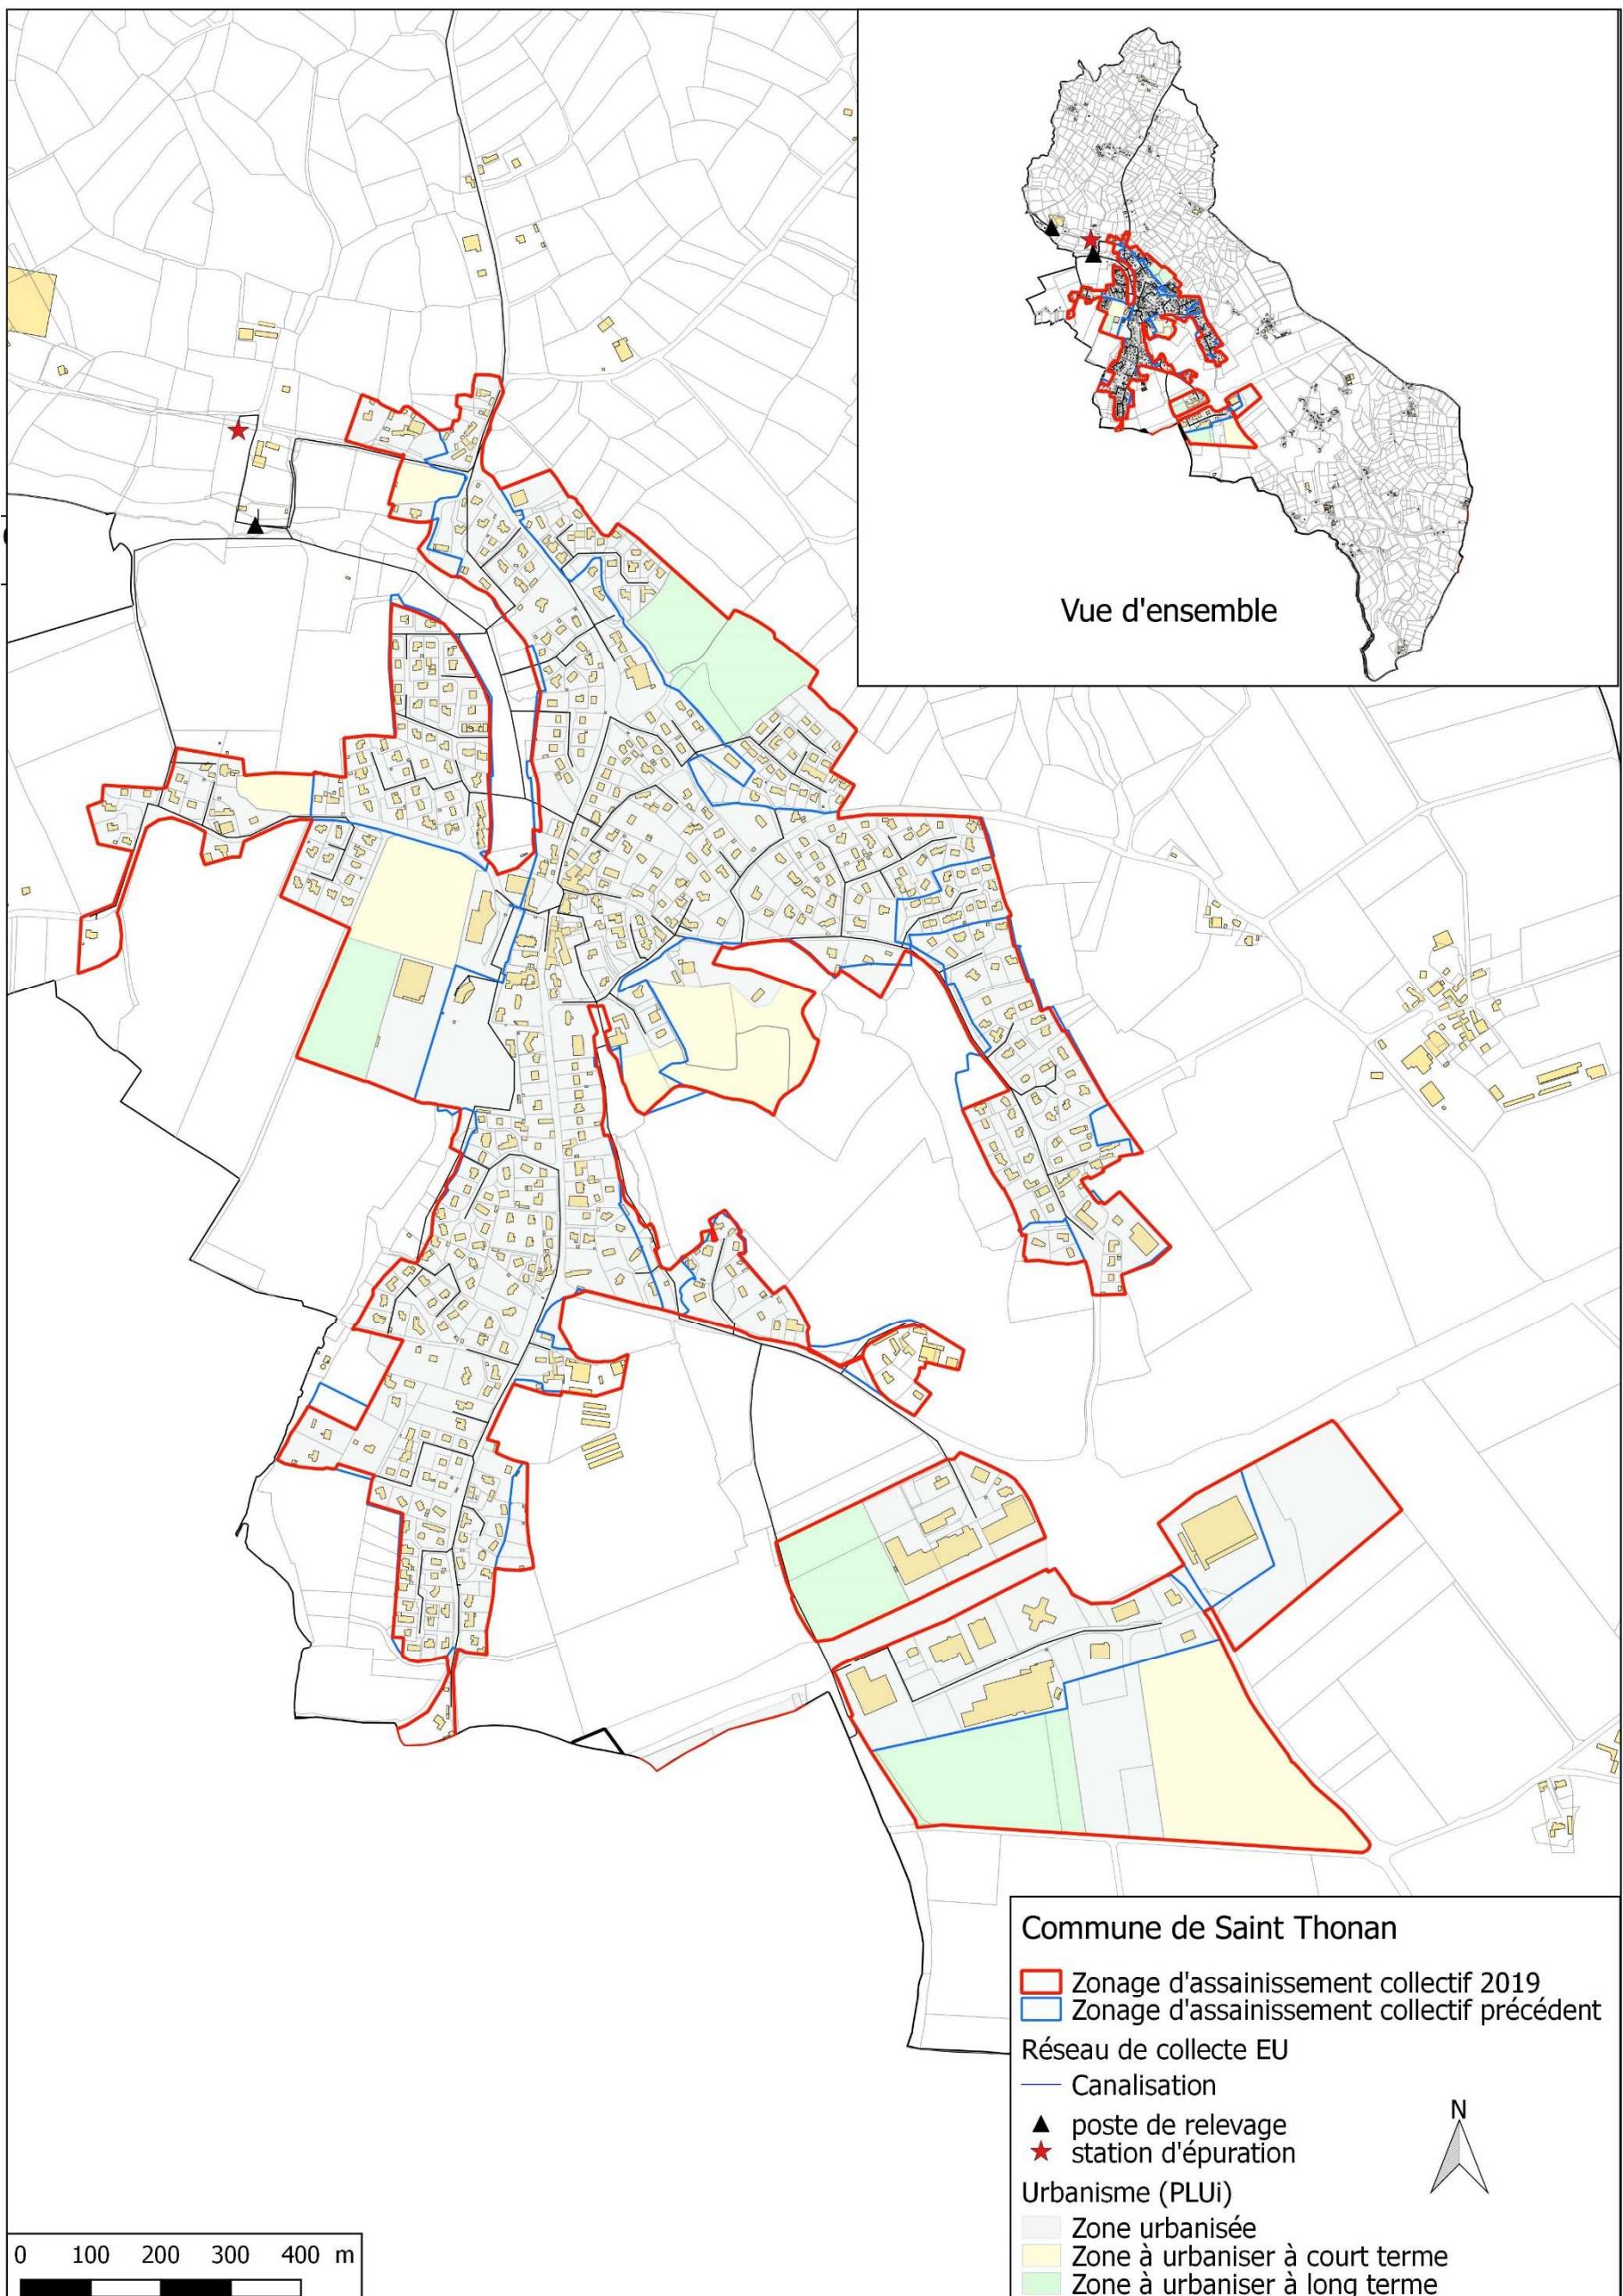 Vue d'ensemble
Commune de Saint Thonan
Zonage d'assainissement collectif 2019
Zonage d'assainissement collectif précédent
Réseau de collecte EU
Canalisation
poste de relevage
station d'épuration
N
Urbanisme (PLUi)
Zone urbanisée
Zone à urbaniser à court terme
Zone à urbaniser à long terme
0 100 200 300 400 m